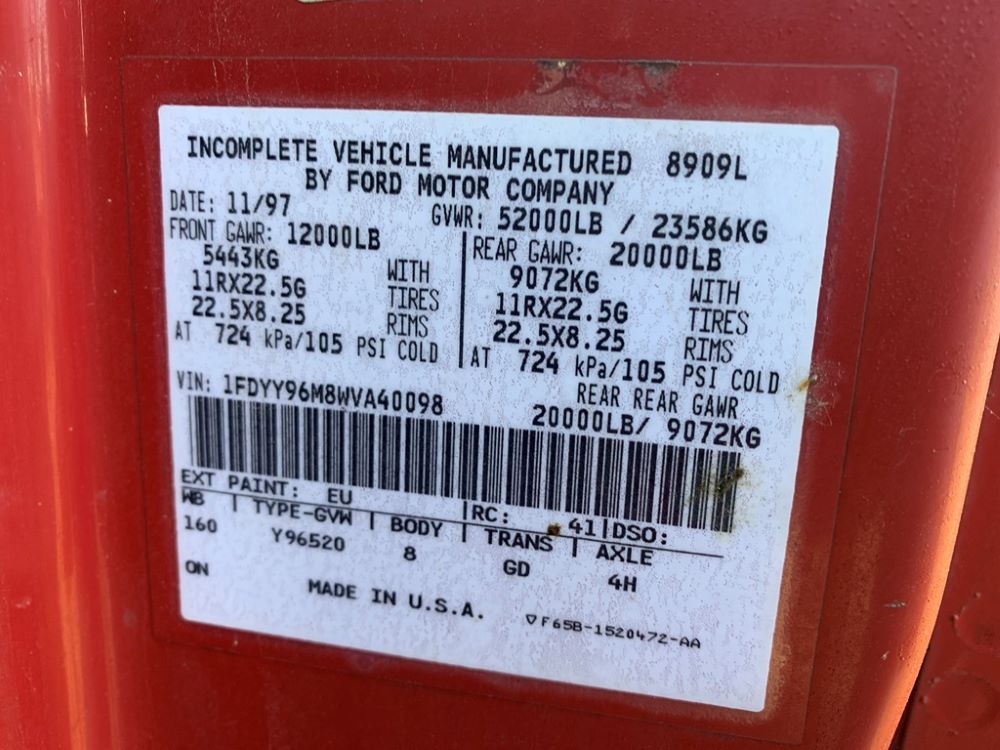 INCOMPLETE VEHICLE MANUFACTURED 8909L
BY FORD MOTOR COMPANY
DATE: 11/97 GVWR: 52000LB / 23586KG
FRONT GAWR: 12000LB
5443KG WITH
11RX22.5G TIRES
22.5X8.25 RIMS
AT 724 kPa/105 PSI COLD
REAR GAWR: 20000LB
9072KG WITH
11RX22.5G TIRES
22.5X8.25 RIMS
AT 724 kPa/105 PSI COLD
VIN: 1FDYY96M8WVA40098
REAR REAR GAWR
20000LB/ 9072KG
EXT PAINT: EU RC: 41 DSO:
WB TYPE-GVW BODY TRANS AXLE
160 Y96520 8 GD 4H
ON
MADE IN U.S.A.
▽F65B-1520472-AA